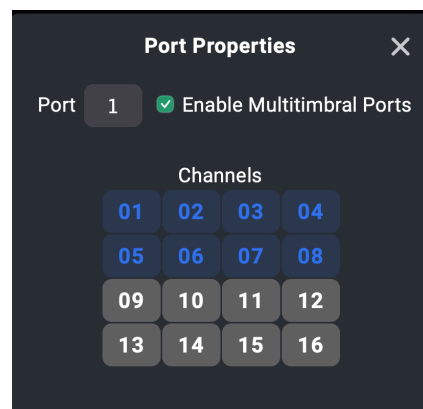 Port Properties
Port 1 Enable Multitimbral Ports
Channels
01 02 03 04
05 06 07 08
09 10 11 12
13 14 15 16